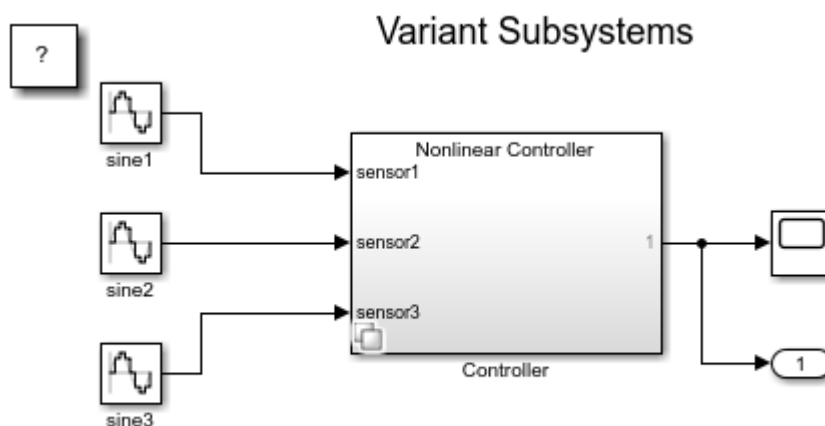 Variant Subsystems
?
sine1
Nonlinear Controller
sensor1
sine2
sensor2
1
sensor3
Controller
1
sine3